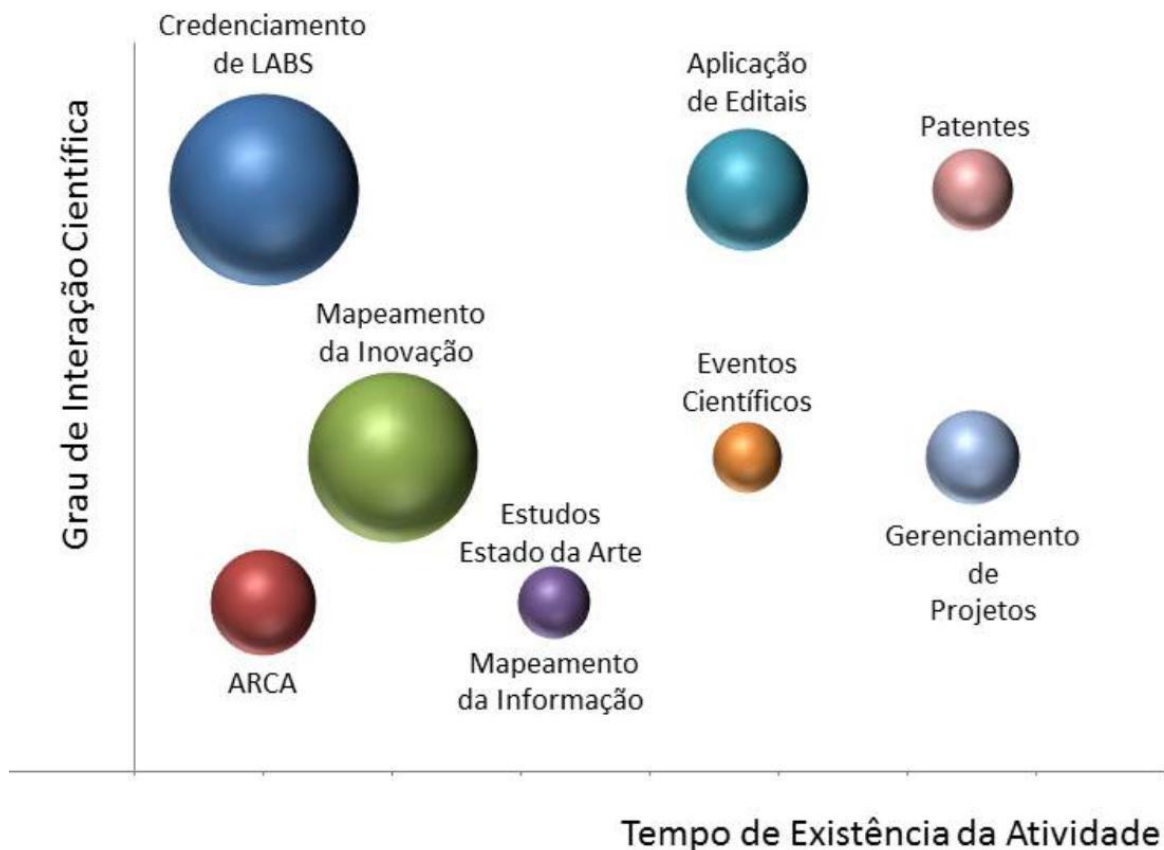 Credenciamento
de LABS
Aplicação
de Editais
Patentes
Grau de Interação Científica
Mapeamento
da Inovação
Eventos
Científicos
Estudos
Estado da Arte
Gerenciamento
de
Projetos
ARCA
Mapeamento
da Informação
Tempo de Existência da Atividade